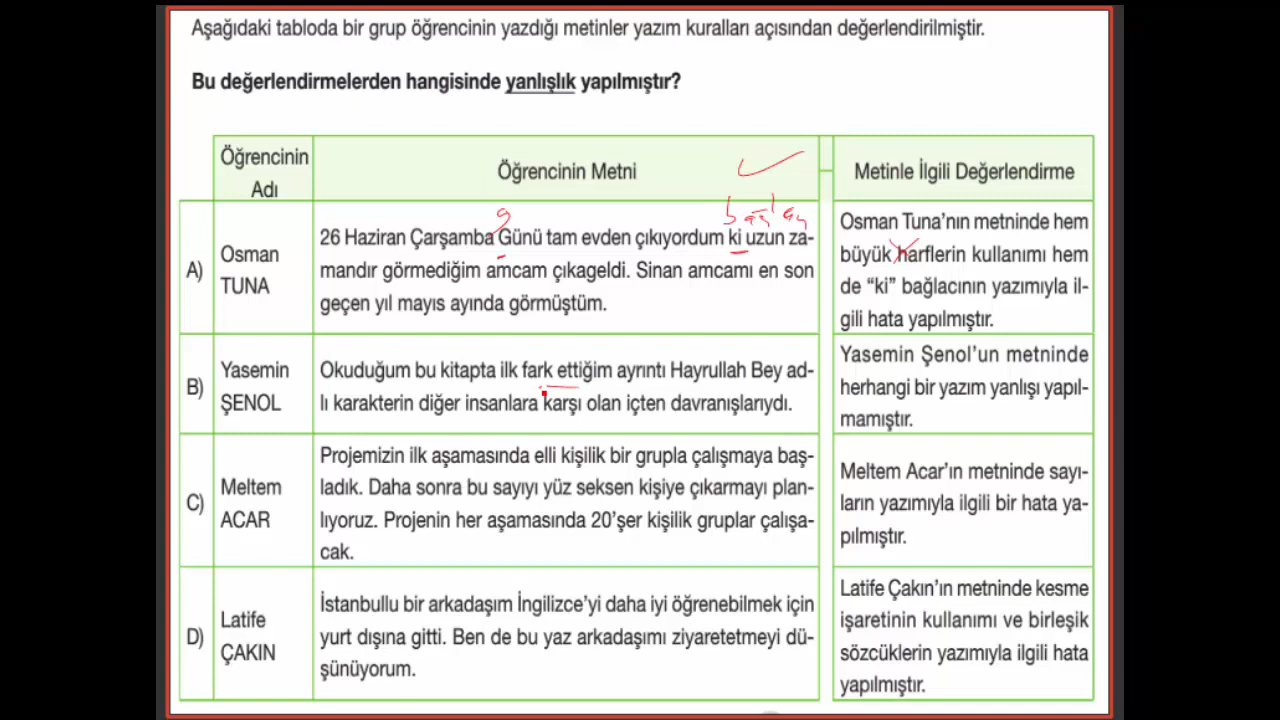 Aşağıdaki tabloda bir grup öğrencinin yazdığı metinler yazım kuralları açısından değerlendirilmiştir.
Bu değerlendirmelerden hangisinde yanlışlık yapılmıştır?
Öğrencinin
Adı
Öğrencinin Metni
Metinle İlgili Değerlendirme
g
bağlaç
A)
Osman
TUNA
26 Haziran Çarşamba Günü tam evden çıkıyordum ki uzun za-
mandır görmediğim amcam çıkageldi. Sinan amcamı en son
geçen yıl mayıs ayında görmüştüm.
Osman Tuna’nın metninde hem
büyük harflerin kullanımı hem
de “ki” bağlacının yazımıyla il-
gili hata yapılmıştır.
B)
Yasemin
ŞENOL
Okuduğum bu kitapta ilk fark ettiğim ayrıntı Hayrullah Bey ad-
lı karakterin diğer insanlara karşı olan içten davranışlarıydı.
Yasemin Şenol’un metninde
herhangi bir yazım yanlışı yapıl-
mamıştır.
C)
Meltem
ACAR
Projemizin ilk aşamasında elli kişilik bir grupla çalışmaya baş-
ladık. Daha sonra bu sayıyı yüz seksen kişiye çıkarmayı plan-
lıyoruz. Projenin her aşamasında 20’şer kişilik gruplar çalışa-
cak.
Meltem Acar’ın metninde sayı-
ların yazımıyla ilgili bir hata ya-
pılmıştır.
D)
Latife
ÇAKIN
İstanbullu bir arkadaşım İngilizce’yi daha iyi öğrenebilmek için
yurt dışına gitti. Ben de bu yaz arkadaşımı ziyaretetmeyi dü-
şünüyorum.
Latife Çakın’ın metninde kesme
işaretinin kullanımı ve birleşik
sözcüklerin yazımıyla ilgili hata
yapılmıştır.